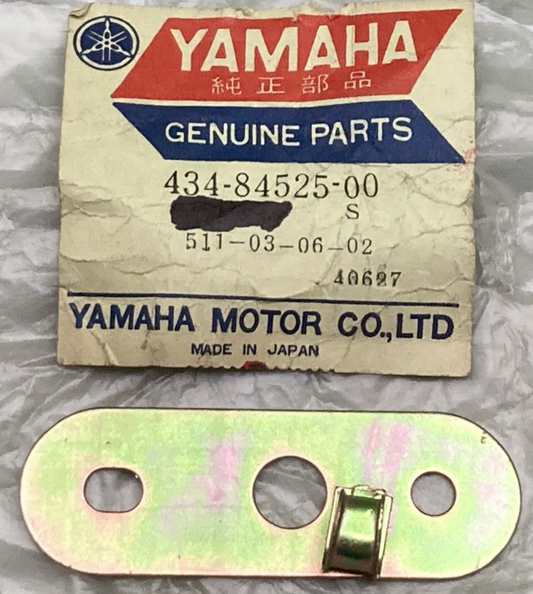 YAMAHA
純正部品
GENUINE PARTS
434-84525-00
S
511-03-06-02
40627
YAMAHA MOTOR CO.,LTD
MADE IN JAPAN